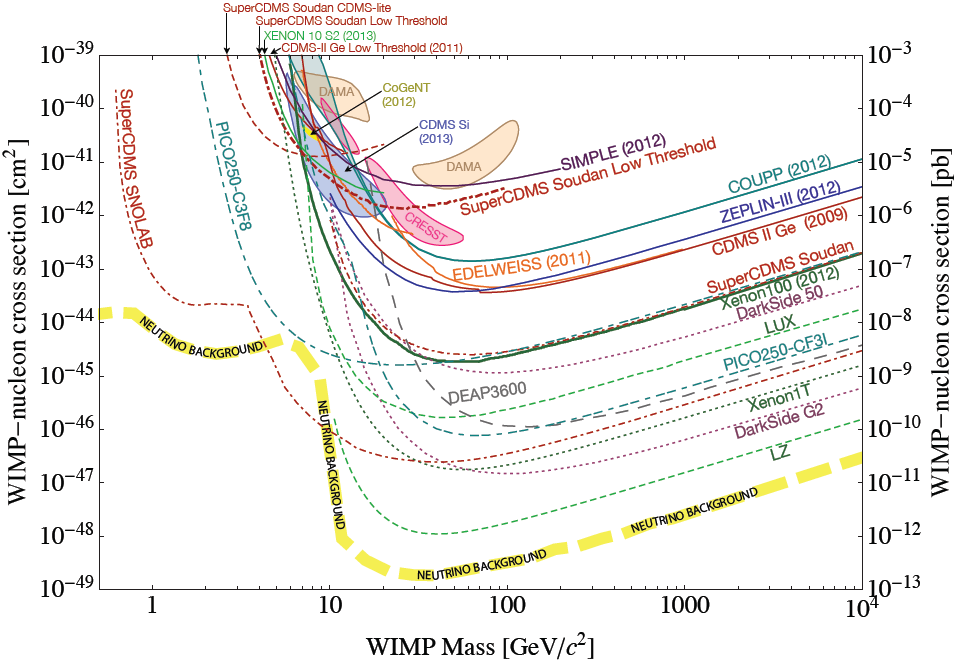 SuperCDMS Soudan CDMS-lite
SuperCDMS Soudan Low Threshold
XENON 10 S2 (2013)
CDMS-II Ge Low Threshold (2011)
10−39
10−40
10−41
10−42
10−43
10−44
10−45
10−46
10−47
10−48
10−49
WIMP−nucleon cross section [cm2]
10−3
10−4
10−5
10−6
10−7
10−8
10−9
10−10
10−11
10−12
10−13
WIMP−nucleon cross section [pb]
SuperCDMS SNOLAB
PICO250-C3F8
DAMA
CoGeNT
(2012)
CDMS Si
(2013)
DAMA
SIMPLE (2012)
SuperCDMS Soudan Low Threshold
COUPP (2012)
ZEPLIN-III (2012)
CRESST
CDMS II Ge (2009)
EDELWEISS (2011)
SuperCDMS Soudan
Xenon100 (2012)
DarkSide 50
LUX
NEUTRINO BACKGROUND
PICO250-CF3I
DEAP3600
Xenon1T
DarkSide G2
LZ
NEUTRINO BACKGROUND
NEUTRINO BACKGROUND
NEUTRINO BACKGROUND
1
10
100
1000
104
WIMP Mass [GeV/c2]